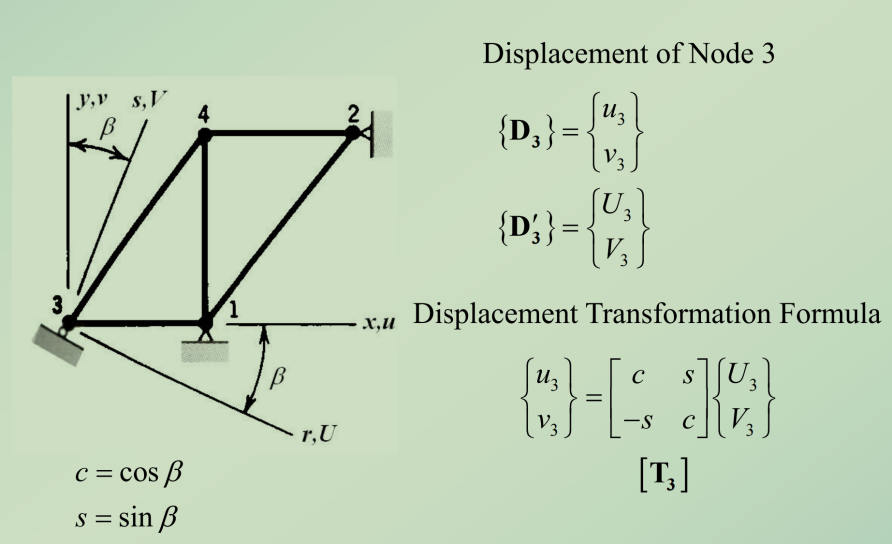 Displacement of Node 3
{D₃} = {u₃ v₃}
{D′₃} = {U₃ V₃}
Displacement Transformation Formula
{u₃ v₃} = [c s −s c] {U₃ V₃}
[T₃]
y,v s,V
β
4
2
3
1
x,u
β
r,U
c = cos β
s = sin β